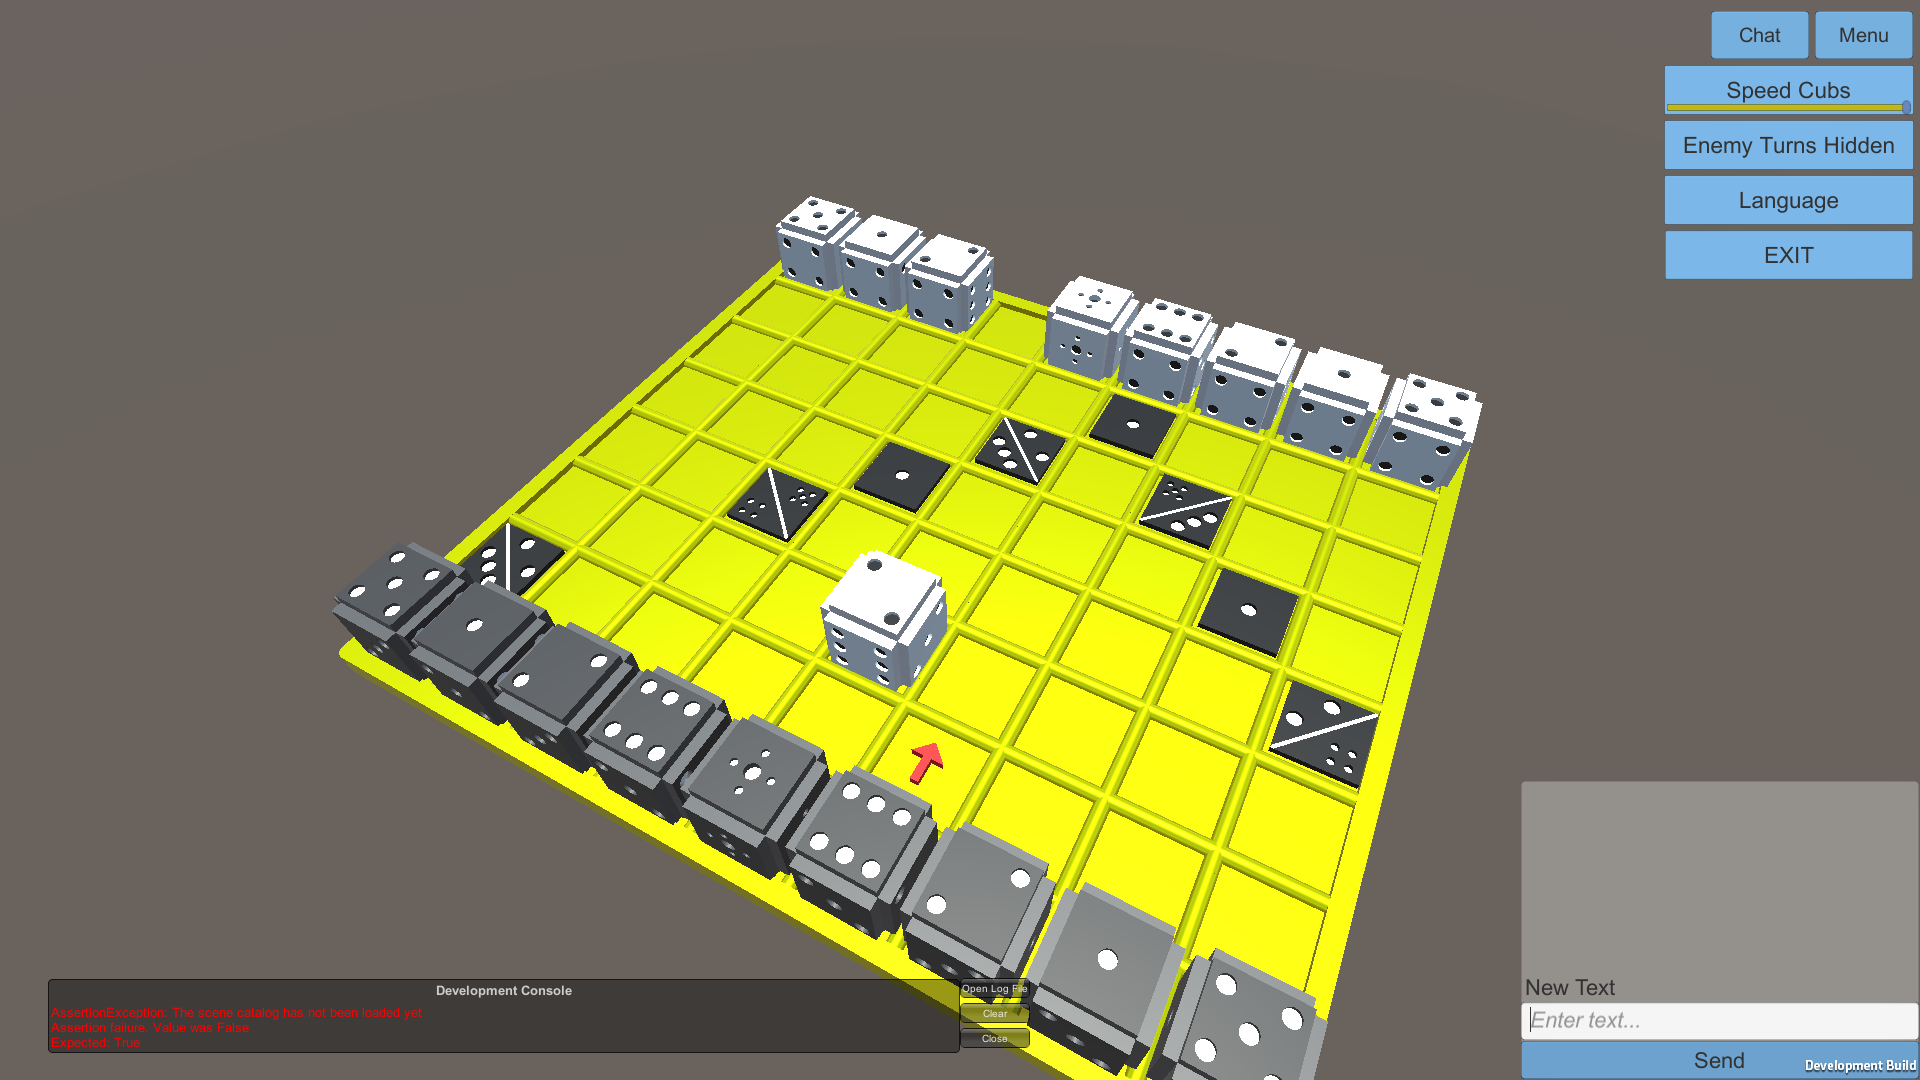 Chat
Menu
Speed Cubs
Enemy Turns Hidden
Language
EXIT
Development Console
AssertionException: The scene catalog has not been loaded yet
Assertion failure. Value was False
Expected: True
Open Log File
Clear
Close
New Text
Enter text...
Send
Development Build